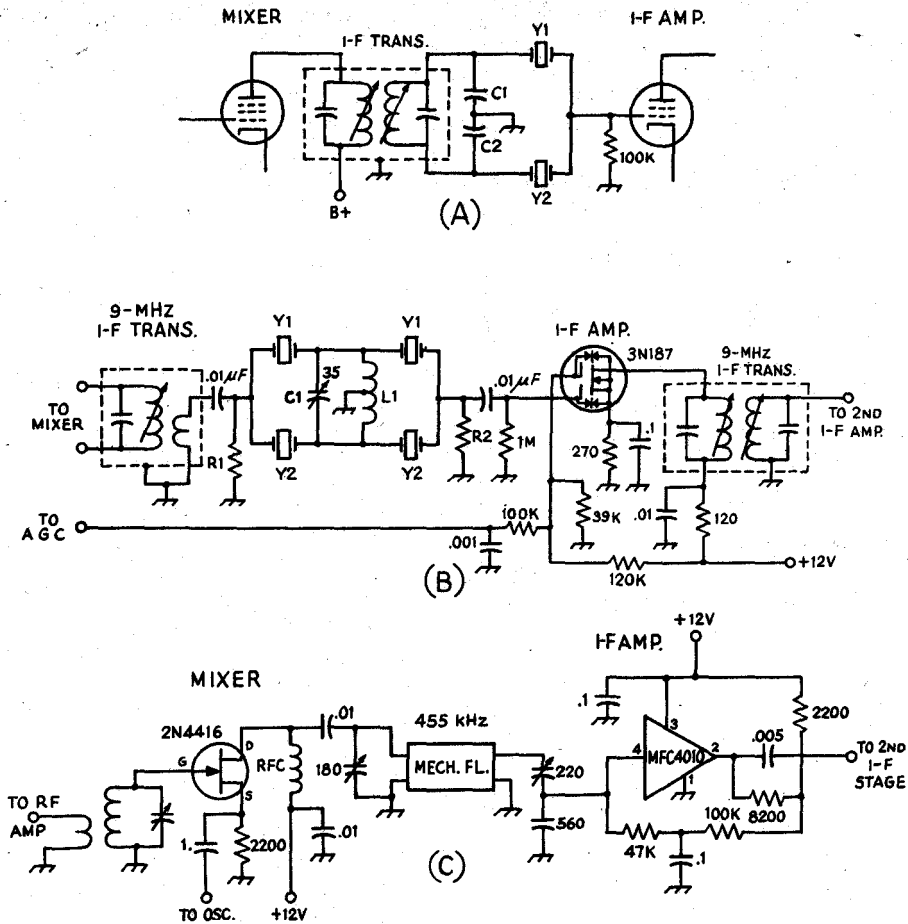 MIXER
I-F AMP.
I-F TRANS.
Y1
C1
C2
100K
Y2
B+
(A)
9-MHz
I-F TRANS.
Y1
Y1
I-F AMP.
3N187
9-MHz
I-F TRANS.
.01µF
35
C1
L1
.01µF
TO
MIXER
TO 2ND
I-F AMP.
R1
R2
1M
270
.1
Y2
Y2
TO
AGC
.001
100K
39K
.01
120
120K
+12V
(B)
+12V
I-F AMP.
MIXER
2N4416
D
G
S
.01
455 kHz
.1
3
2200
RFC
180
MECH. FL.
220
4
MFC4010
2
.005
1
TO 2ND
I-F
STAGE
TO RF
AMP
8200
1.
2200
.01
560
47K
100K
.1
TO OSC.
+12V
(C)